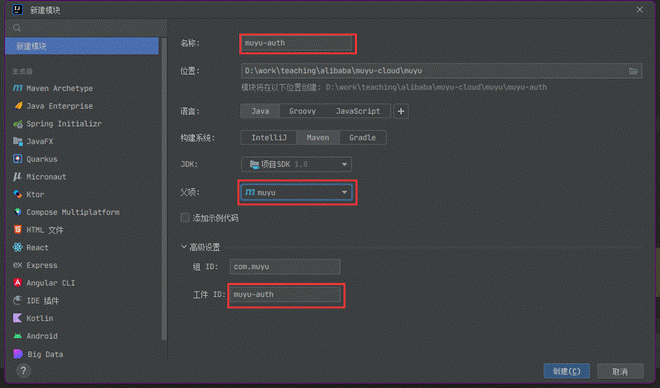 新建模块
新建模块
生成器
Maven Archetype
Java Enterprise
Spring Initializr
JavaFX
Quarkus
Micronaut
Ktor
Compose Multiplatform
HTML 文件
React
Express
Angular CLI
IDE 插件
Kotlin
Android
Big Data
名称: muyu-auth
位置: D:\work\teaching\alibaba\muyu-cloud\muyu
模块将在以下位置创建: D:\work\teaching\alibaba\muyu-cloud\muyu\muyu-auth
语言: Java Groovy JavaScript +
构建系统: IntelliJ Maven Gradle
JDK: 项目SDK 1.8
父项: muyu
添加示例代码
高级设置
组 ID: com.muyu
工件 ID: muyu-auth
? 创建(C) 取消